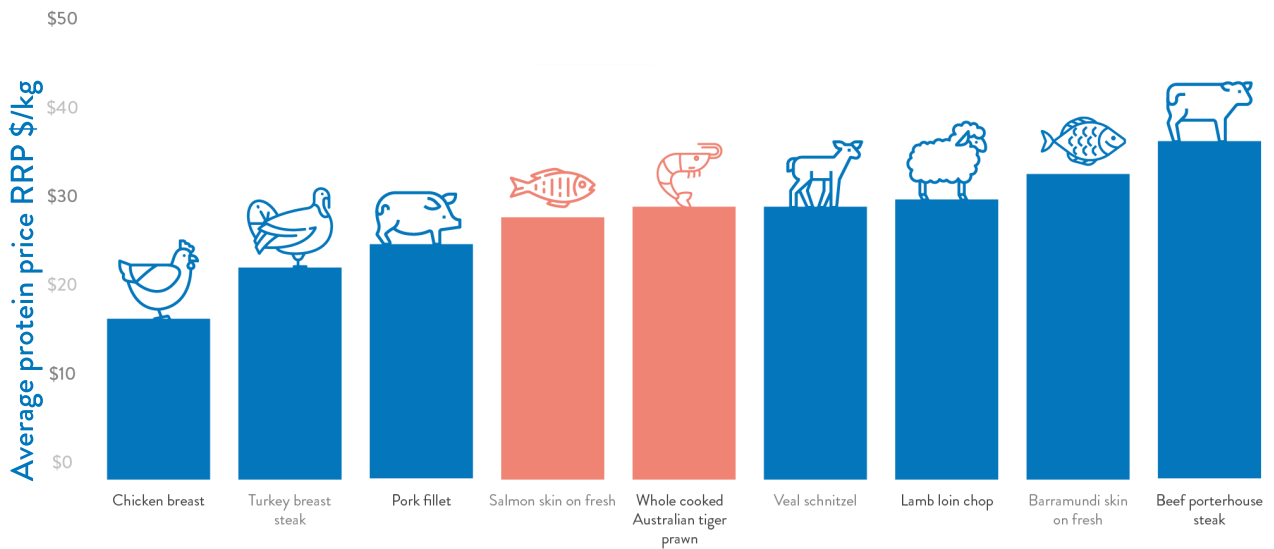 $50
$40
$30
$20
$10
$0
Average protein price RRP $/kg
Chicken breast
Turkey breast
steak
Pork fillet
Salmon skin on fresh
Whole cooked
Australian tiger
prawn
Veal schnitzel
Lamb loin chop
Barramundi skin
on fresh
Beef porterhouse
steak